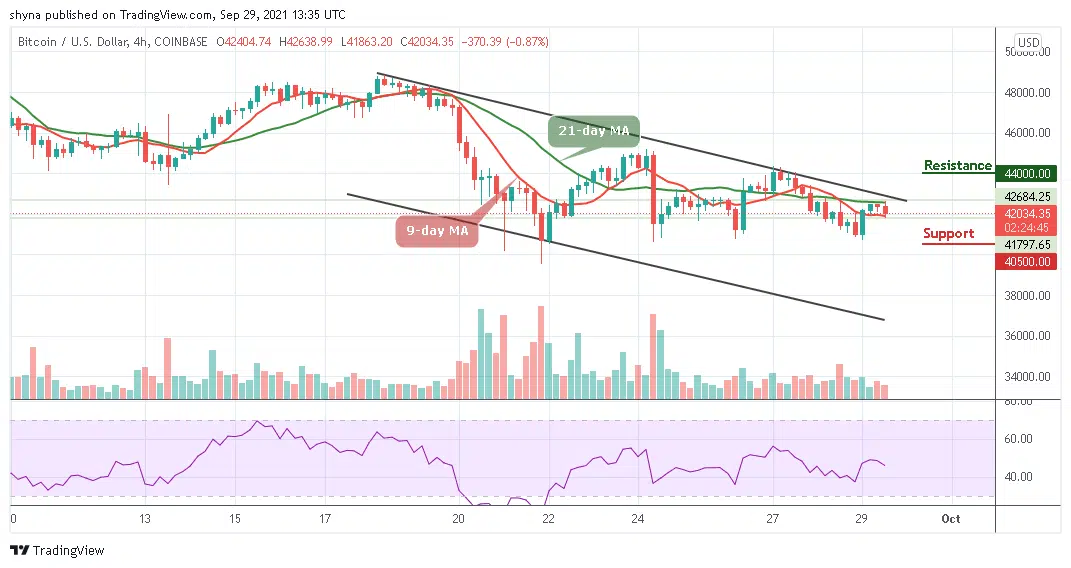 shyna published on TradingView.com, Sep 29, 2021 13:35 UTC
Bitcoin / U.S. Dollar, 4h, COINBASE O42404.74 H42638.99 L41863.20 C42034.35 −370.39 (−0.87%)
USD
50000.00
48000.00
46000.00
21-day MA
Resistance
44000.00
42684.25
42034.35
02:24:45
9-day MA
Support
41797.65
40500.00
38000.00
36000.00
34000.00
80.00
60.00
40.00
0 13 15 17 20 22 24 27 29 Oct
TradingView